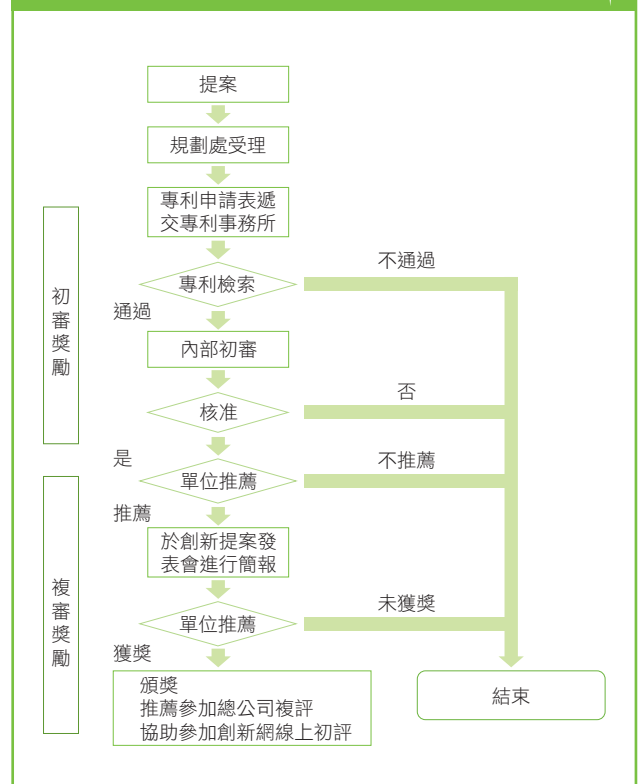 提案
規劃處受理
專利申請表遞
交專利事務所
初審獎勵
不通過
專利檢索
通過
內部初審
否
核准
是
不推薦
單位推薦
推薦
於創新提案發
表會進行簡報
複審獎勵
未獲獎
單位推薦
獲獎
頒獎
推薦參加總公司複評
協助參加創新網線上初評
結束